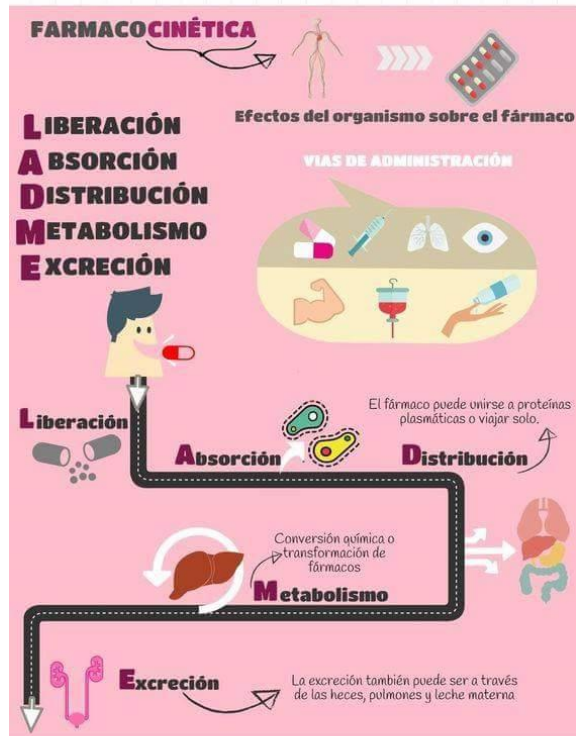 FARMACOCINÉTICA
Efectos del organismo sobre el fármaco
LIBERACIÓN
ABSORCIÓN
DISTRIBUCIÓN
METABOLISMO
EXCRECIÓN
VIAS DE ADMINISTRACIÓN
Liberación
Absorción
El fármaco puede unirse a proteínas
plasmáticas o viajar solo.
Distribución
Conversión química o
transformación de
fármacos
Metabolismo
Excreción
La excreción también puede ser a través
de las heces, pulmones y leche materna